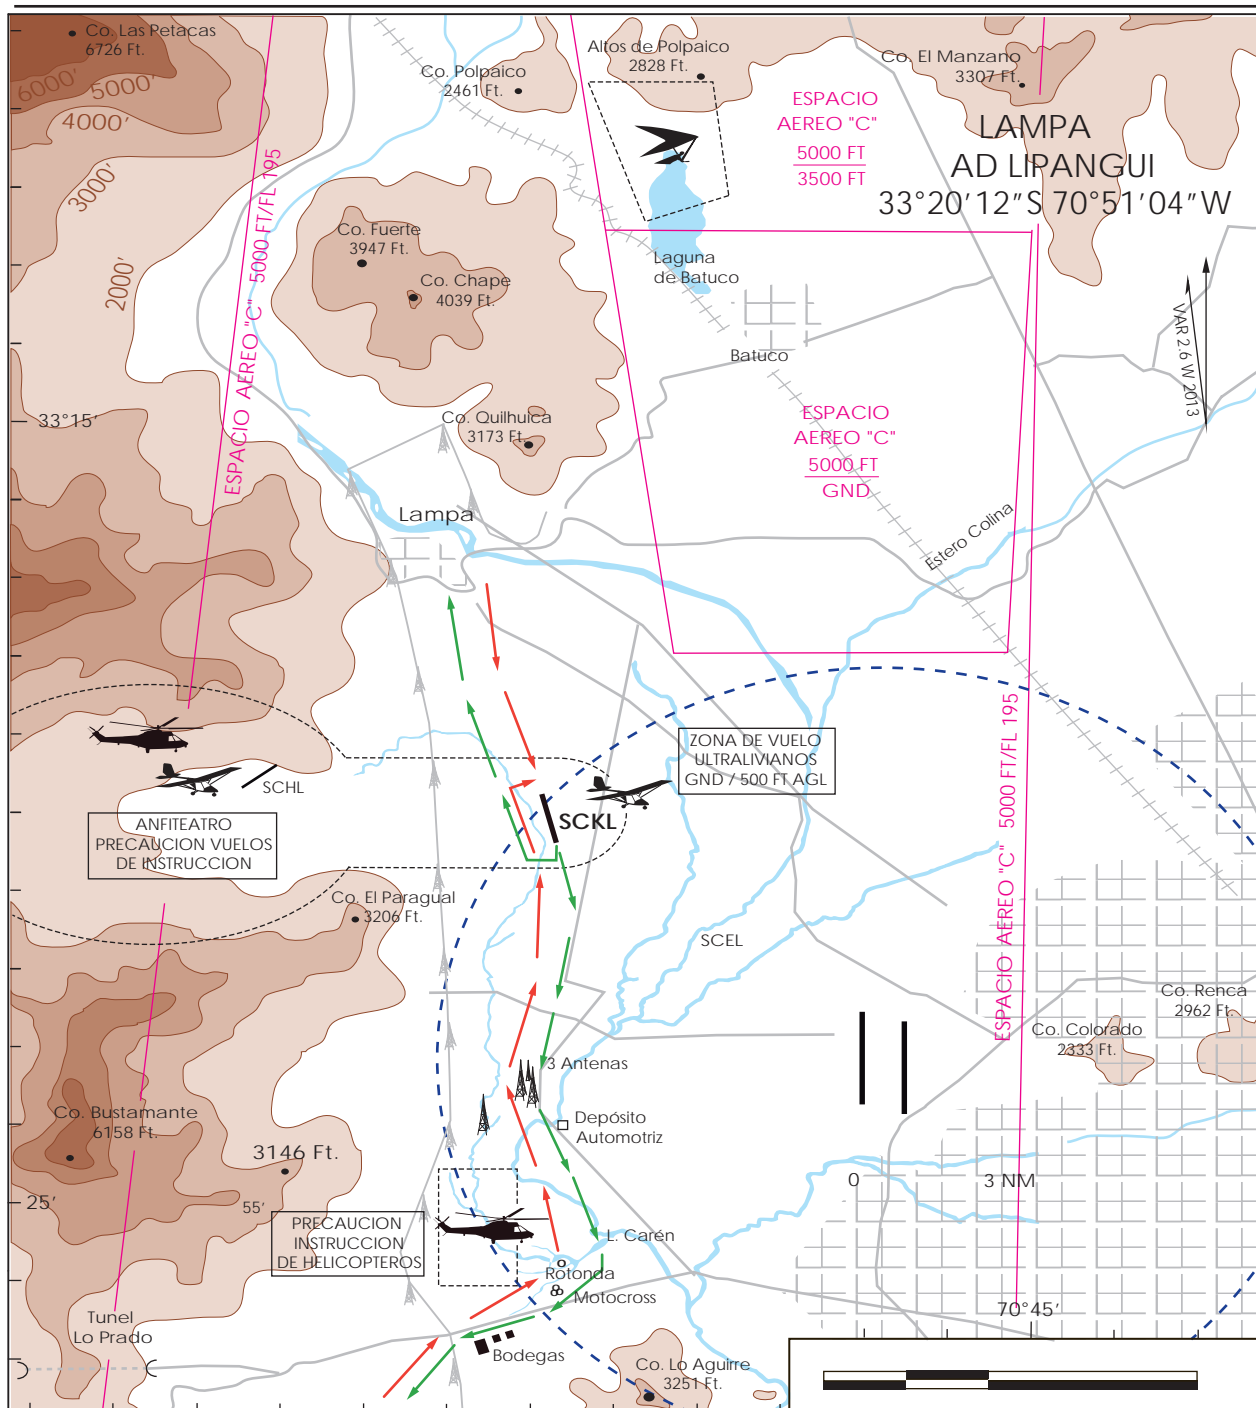 Co. Las Petacas
6726 Ft.
6000'
5000'
4000'
3000'
2000'
Co. Polpaico
2461 Ft.
Altos de Polpaico
2828 Ft.
Co. El Manzano
3307 Ft.
ESPACIO
AEREO "C"
5000 FT
3500 FT
LAMPA
AD LIPANGUI
33°20'12"S 70°51'04"W
ESPACIO AEREO "C" 5000 FT/FL 195
Co. Fuerte
3947 Ft.
Co. Chape
4039 Ft.
Laguna
de Batuco
VAR 2.6 W 2013
Batuco
33°15'
Co. Quilhuica
3173 Ft.
ESPACIO
AEREO "C"
5000 FT
GND
Lampa
Estero Colina
ZONA DE VUELO
ULTRALIVIANOS
GND / 500 FT AGL
SCHL
SCKL
ANFITEATRO
PRECAUCION VUELOS
DE INSTRUCCION
ESPACIO AEREO "C" 5000 FT/FL 195
Co. El Paragual
3206 Ft.
SCEL
Co. Renca
2962 Ft.
Co. Colorado
2333 Ft.
3 Antenas
Co. Bustamante
6158 Ft.
Depósito
Automotriz
3146 Ft.
0 3 NM
25'
55'
PRECAUCION
INSTRUCCION
DE HELICOPTEROS
L. Carén
Rotonda
Motocross
70°45'
Tunel
Lo Prado
Bodegas
Co. Lo Aguirre
3251 Ft.